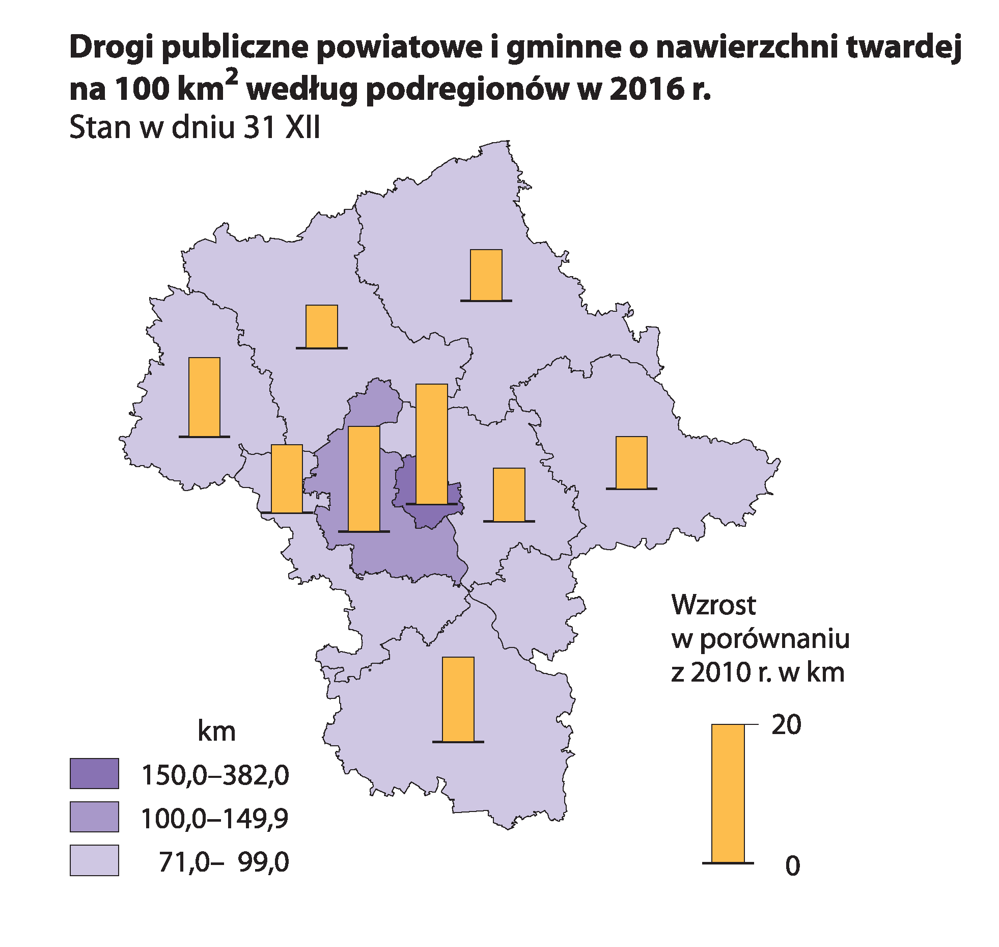 Drogi publiczne powiatowe i gminne o nawierzchni twardej
na 100 km² według podregionów w 2016 r.
Stan w dniu 31 XII
Wzrost
w porównaniu
z 2010 r. w km
20
0
km
150,0–382,0
100,0–149,9
71,0– 99,0